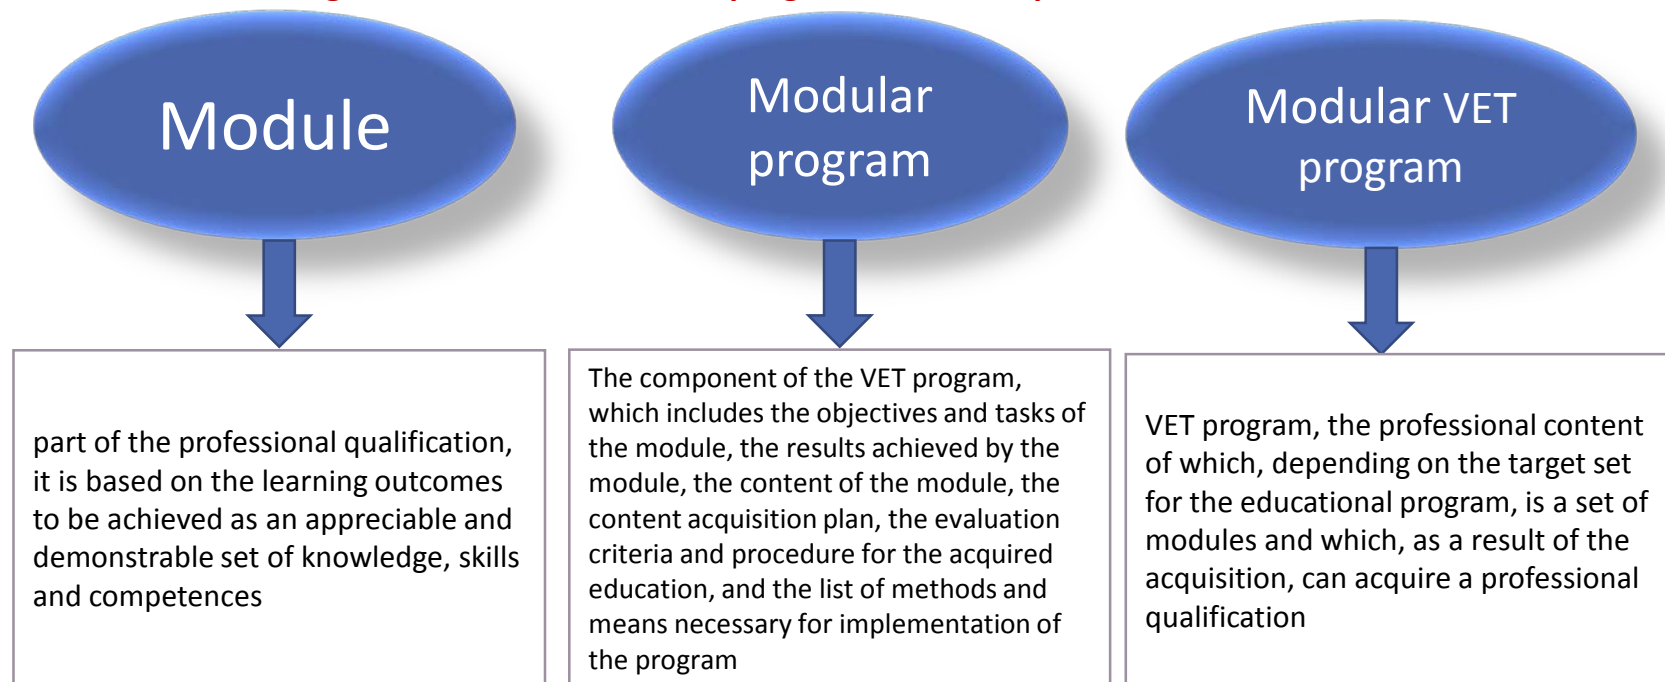 Module
Modular
program
Modular VET
program
part of the professional qualification,
it is based on the learning outcomes
to be achieved as an appreciable and
demonstrable set of knowledge, skills
and competences
The component of the VET program,
which includes the objectives and tasks of
the module, the results achieved by the
module, the content of the module, the
content acquisition plan, the evaluation
criteria and procedure for the acquired
education, and the list of methods and
means necessary for implementation of
the program
VET program, the professional content
of which, depending on the target set
for the educational program, is a set of
modules and which, as a result of the
acquisition, can acquire a professional
qualification